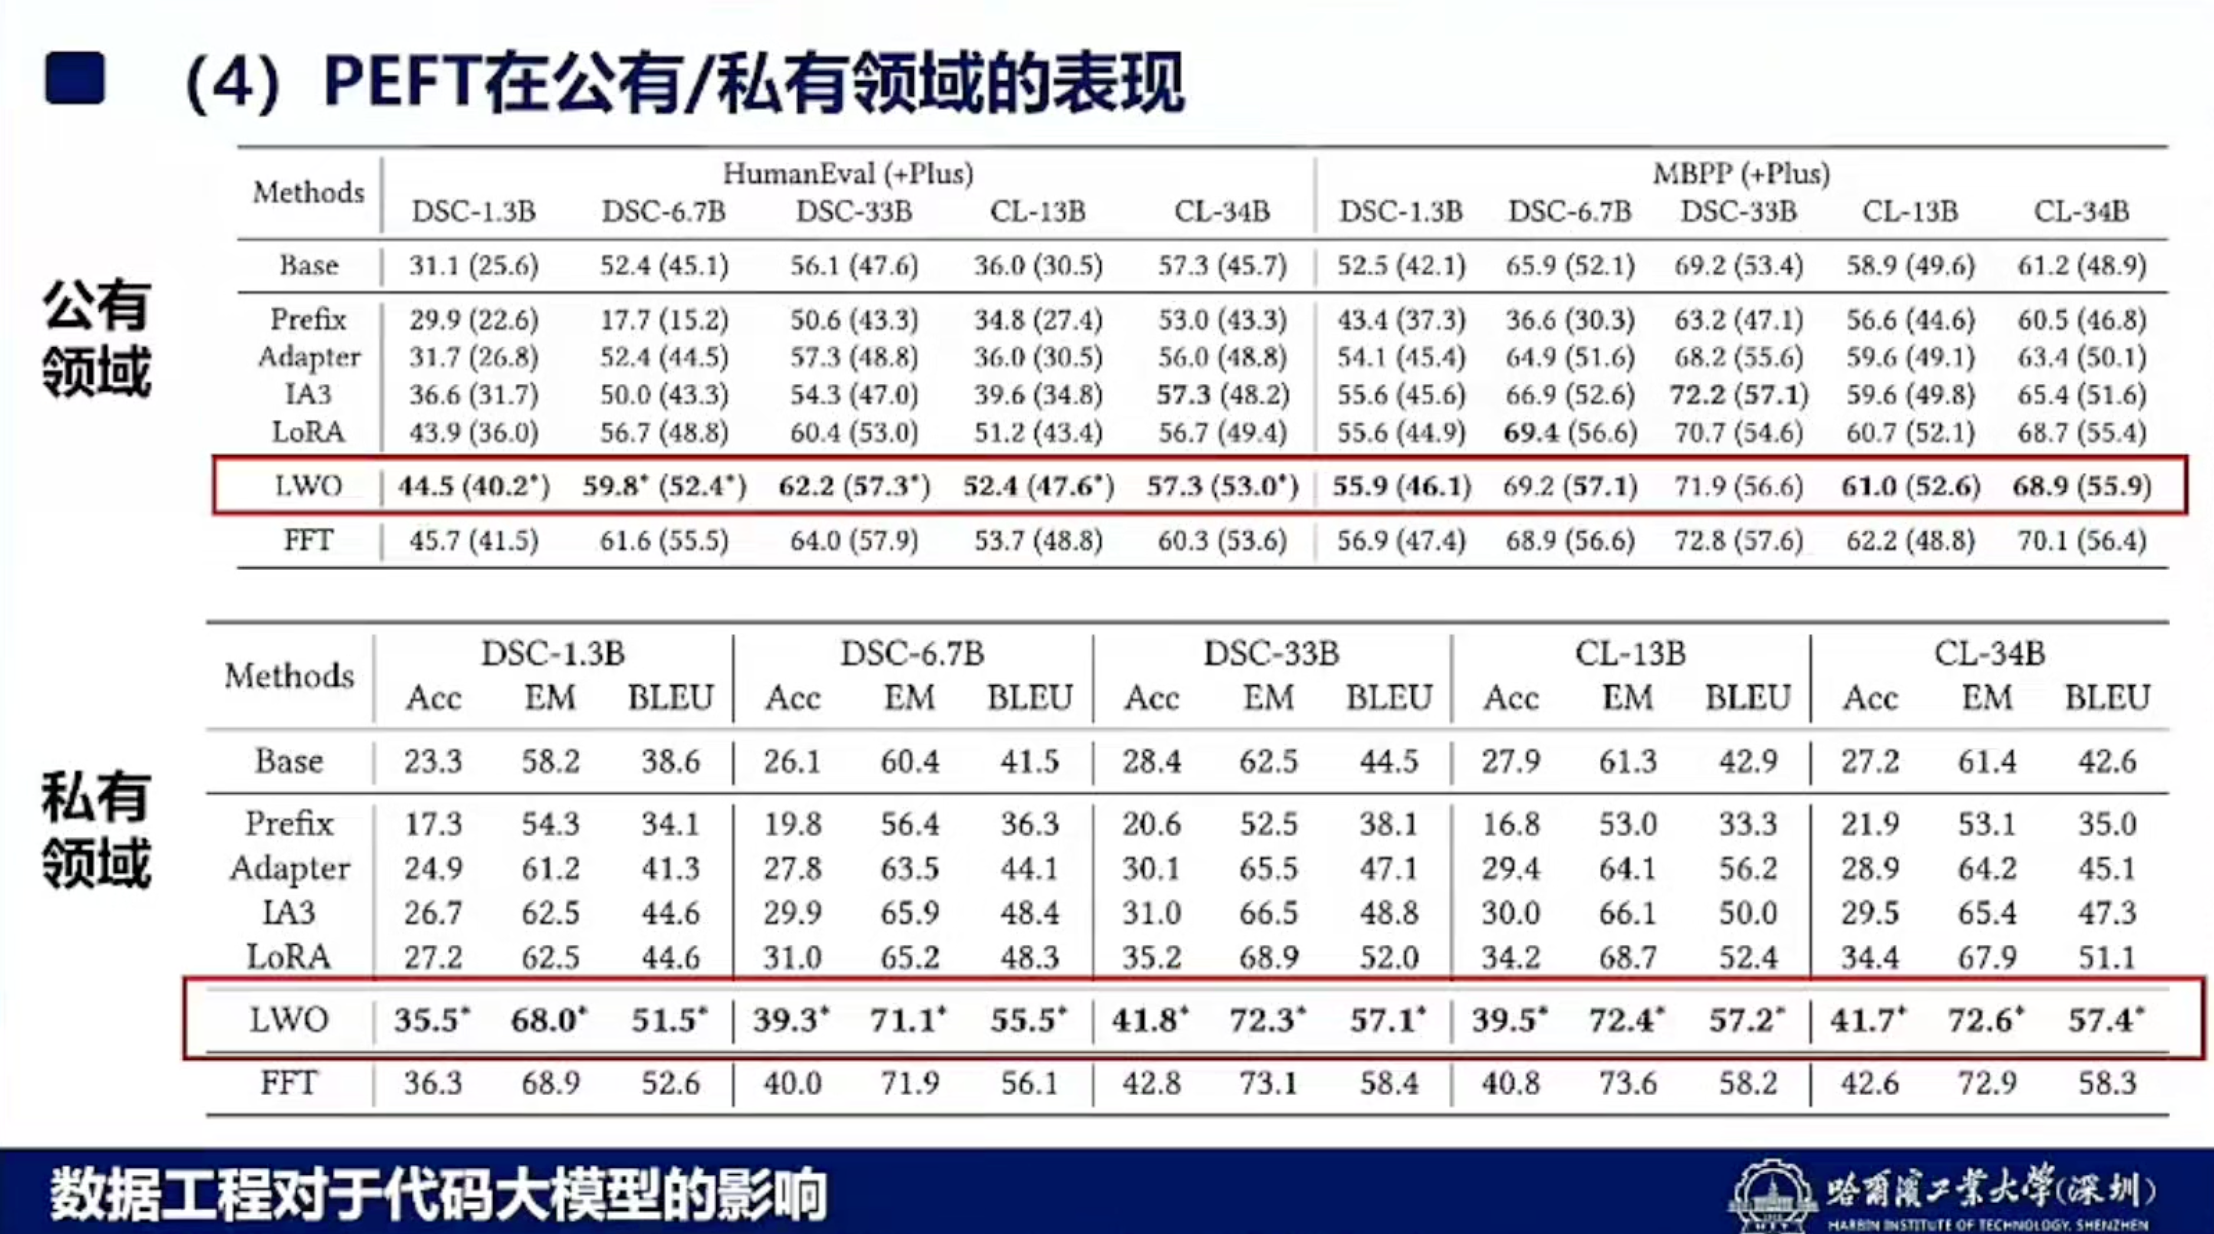 (4) PEFT在公有/私有领域的表现
公有
领域
Methods HumanEval (+Plus) MBPP (+Plus)
DSC-1.3B DSC-6.7B DSC-33B CL-13B CL-34B DSC-1.3B DSC-6.7B DSC-33B CL-13B CL-34B
Base 31.1 (25.6) 52.4 (45.1) 56.1 (47.6) 36.0 (30.5) 57.3 (45.7) 52.5 (42.1) 65.9 (52.1) 69.2 (53.4) 58.9 (49.6) 61.2 (48.9)
Prefix 29.9 (22.6) 17.7 (15.2) 50.6 (43.3) 34.8 (27.4) 53.0 (43.3) 43.4 (37.3) 36.6 (30.3) 63.2 (47.1) 56.6 (44.6) 60.5 (46.8)
Adapter 31.7 (26.8) 52.4 (44.5) 57.3 (48.8) 36.0 (30.5) 56.0 (48.8) 54.1 (45.4) 64.9 (51.6) 68.2 (55.6) 59.6 (49.1) 63.4 (50.1)
IA3 36.6 (31.7) 50.0 (43.3) 54.3 (47.0) 39.6 (34.8) 57.3 (48.2) 55.6 (45.6) 66.9 (52.6) 72.2 (57.1) 59.6 (49.8) 65.4 (51.6)
LoRA 43.9 (36.0) 56.7 (48.8) 60.4 (53.0) 51.2 (43.4) 56.7 (49.4) 55.6 (44.9) 69.4 (56.6) 70.7 (54.6) 60.7 (52.1) 68.7 (55.4)
LWO 44.5 (40.2*) 59.8* (52.4*) 62.2 (57.3*) 52.4 (47.6*) 57.3 (53.0*) 55.9 (46.1) 69.2 (57.1) 71.9 (56.6) 61.0 (52.6) 68.9 (55.9)
FFT 45.7 (41.5) 61.6 (55.5) 64.0 (57.9) 53.7 (48.8) 60.3 (53.6) 56.9 (47.4) 68.9 (56.6) 72.8 (57.6) 62.2 (48.8) 70.1 (56.4)
私有
领域
Methods DSC-1.3B DSC-6.7B DSC-33B CL-13B CL-34B
Acc EM BLEU Acc EM BLEU Acc EM BLEU Acc EM BLEU Acc EM BLEU
Base 23.3 58.2 38.6 26.1 60.4 41.5 28.4 62.5 44.5 27.9 61.3 42.9 27.2 61.4 42.6
Prefix 17.3 54.3 34.1 19.8 56.4 36.3 20.6 52.5 38.1 16.8 53.0 33.3 21.9 53.1 35.0
Adapter 24.9 61.2 41.3 27.8 63.5 44.1 30.1 65.5 47.1 29.4 64.1 56.2 28.9 64.2 45.1
IA3 26.7 62.5 44.6 29.9 65.9 48.4 31.0 66.5 48.8 30.0 66.1 50.0 29.5 65.4 47.3
LoRA 27.2 62.5 44.6 31.0 65.2 48.3 35.2 68.9 52.0 34.2 68.7 52.4 34.4 67.9 51.1
LWO 35.5* 68.0* 51.5* 39.3* 71.1* 55.5* 41.8* 72.3* 57.1* 39.5* 72.4* 57.2* 41.7* 72.6* 57.4*
FFT 36.3 68.9 52.6 40.0 71.9 56.1 42.8 73.1 58.4 40.8 73.6 58.2 42.6 72.9 58.3
数据工程对于代码大模型的影响
哈爾濱工業大學(深圳)
HARBIN INSTITUTE OF TECHNOLOGY, SHENZHEN